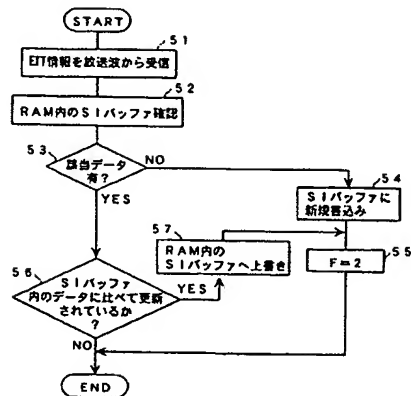 START
51
EIT情報を放送波から受信
52
RAM内のSIバッファ確認
53
該当データ
有?
NO
YES
54
SIバッファに
新規書込み
57
RAM内の
SIバッファへ上書き
55
F=2
56
SIバッファ
内のデータに比べて更新
されているか
?
YES
NO
END